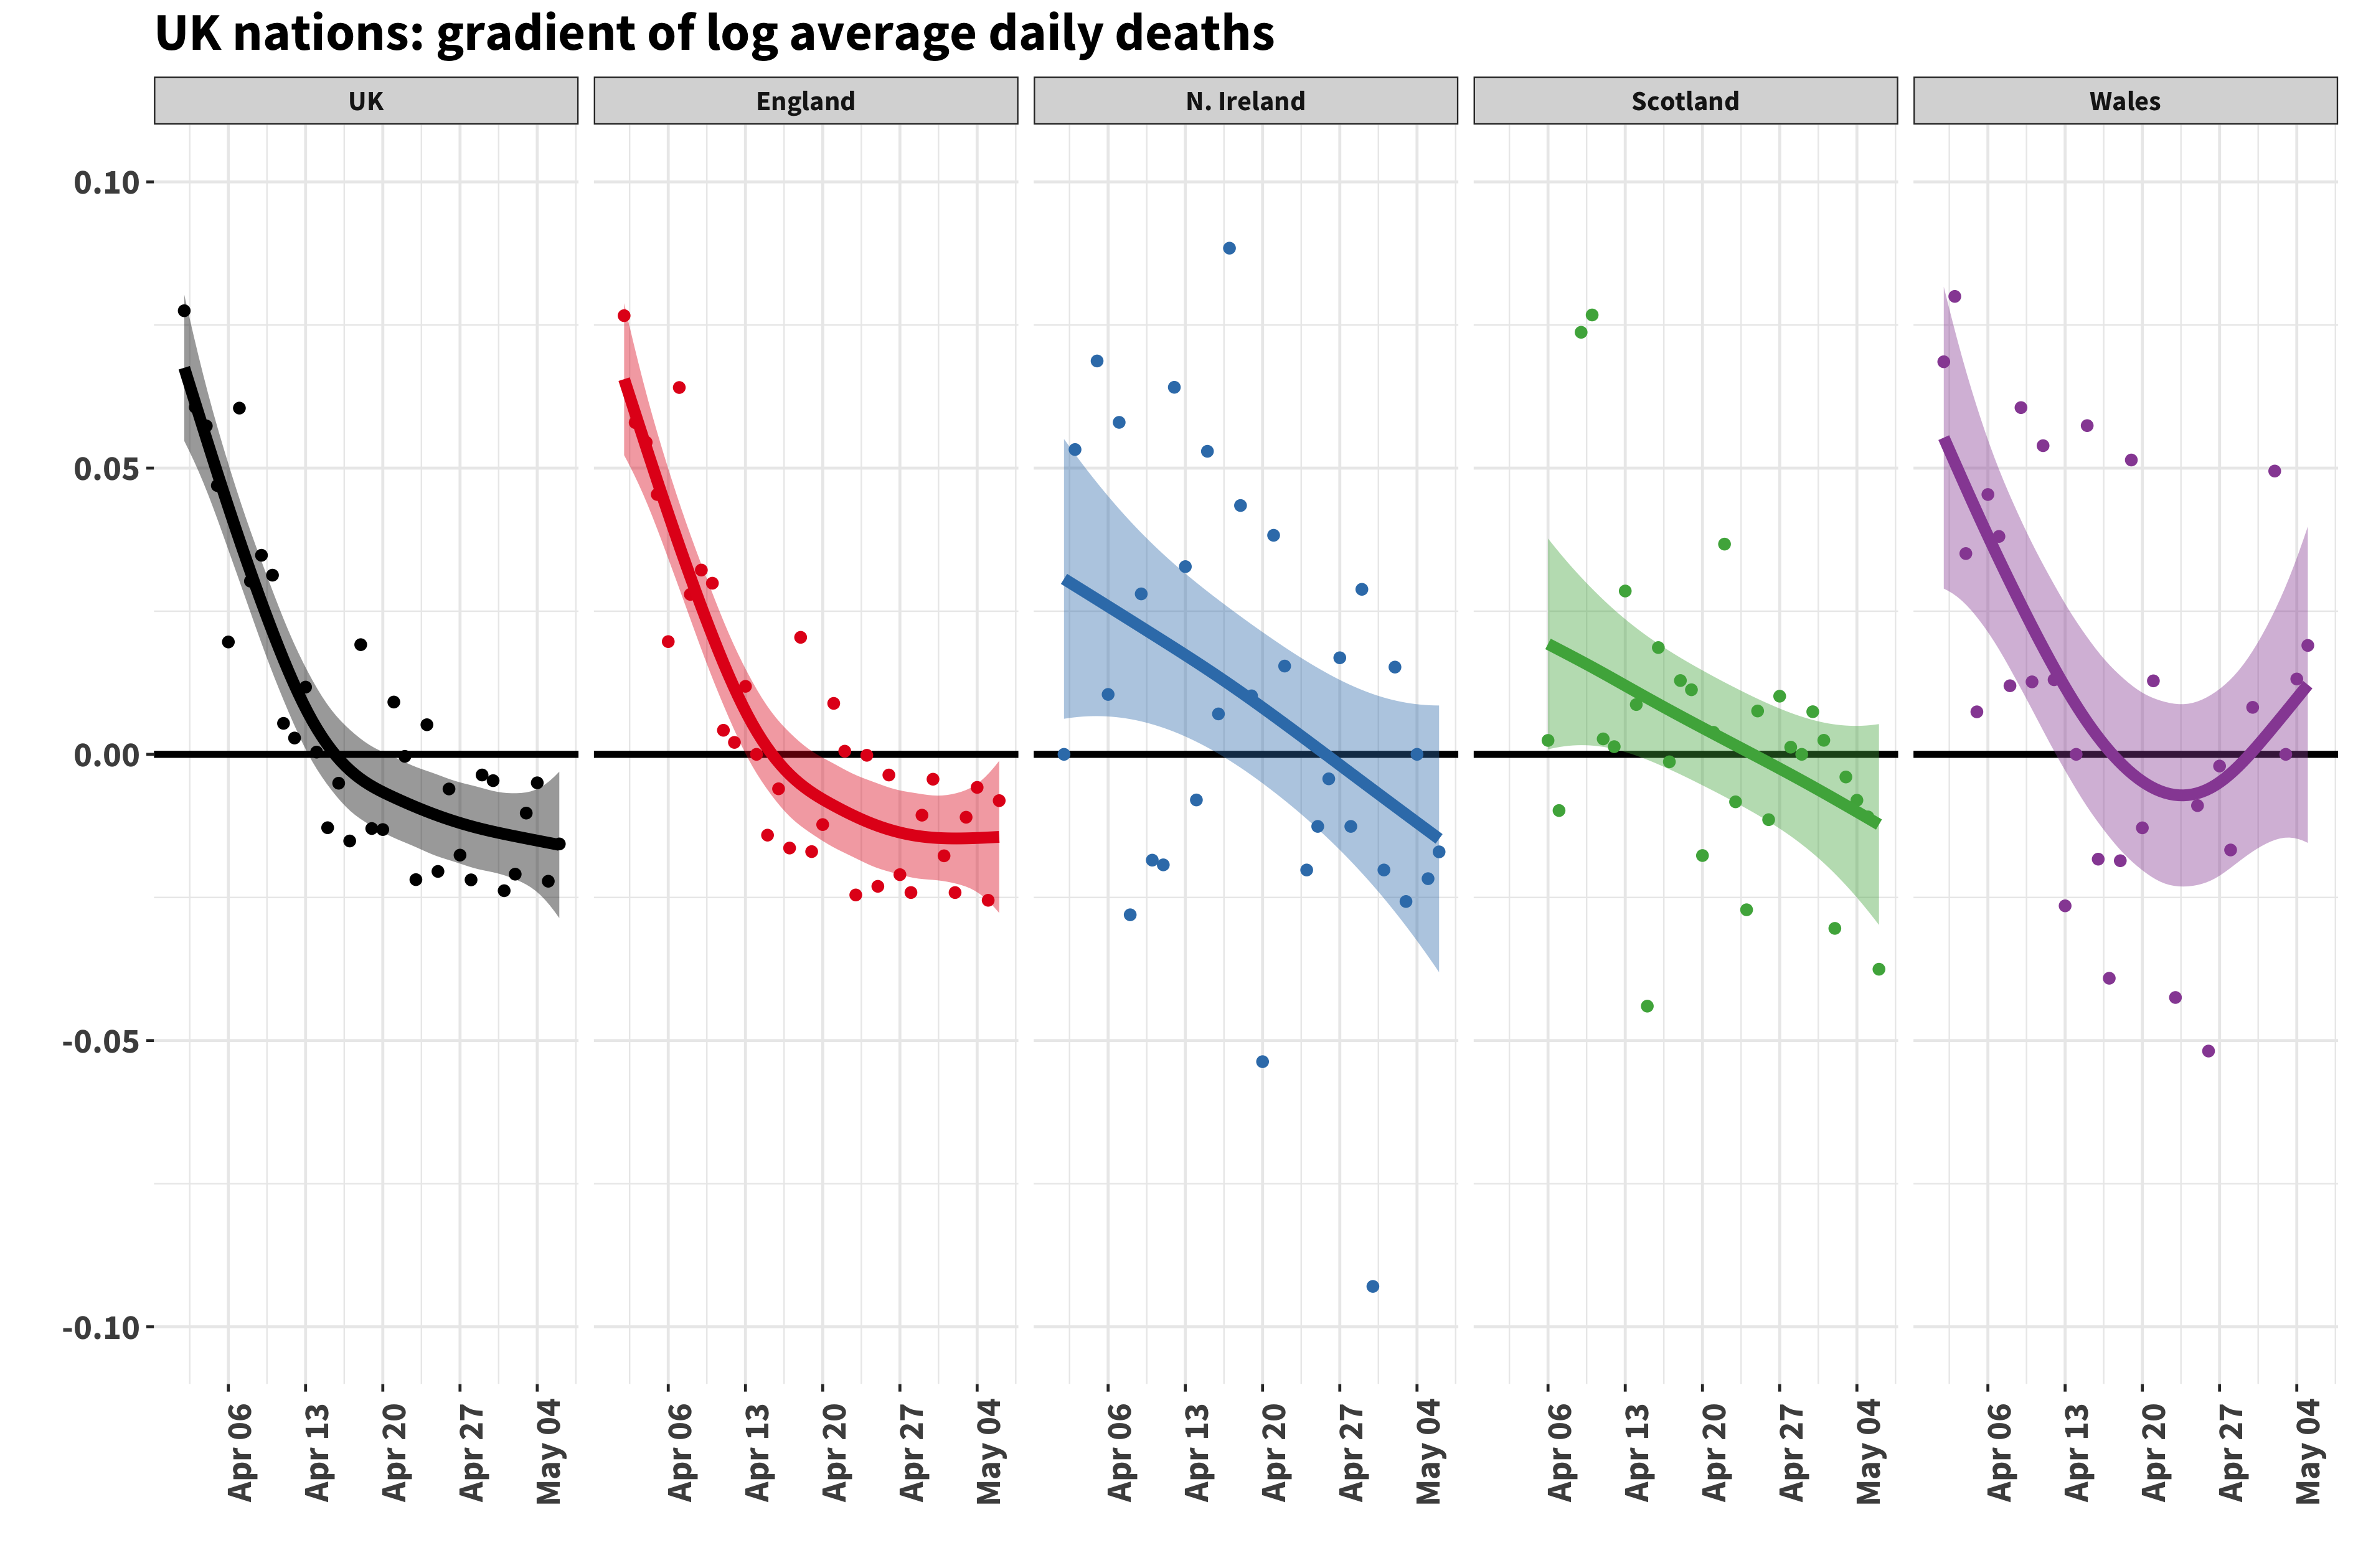 UK nations: gradient of log average daily deaths
UK England N. Ireland Scotland Wales
0.10
0.05
0.00
-0.05
-0.10
Apr 06 Apr 13 Apr 20 Apr 27 May 04 Apr 06 Apr 13 Apr 20 Apr 27 May 04 Apr 06 Apr 13 Apr 20 Apr 27 May 04 Apr 06 Apr 13 Apr 20 Apr 27 May 04 Apr 06 Apr 13 Apr 20 Apr 27 May 04